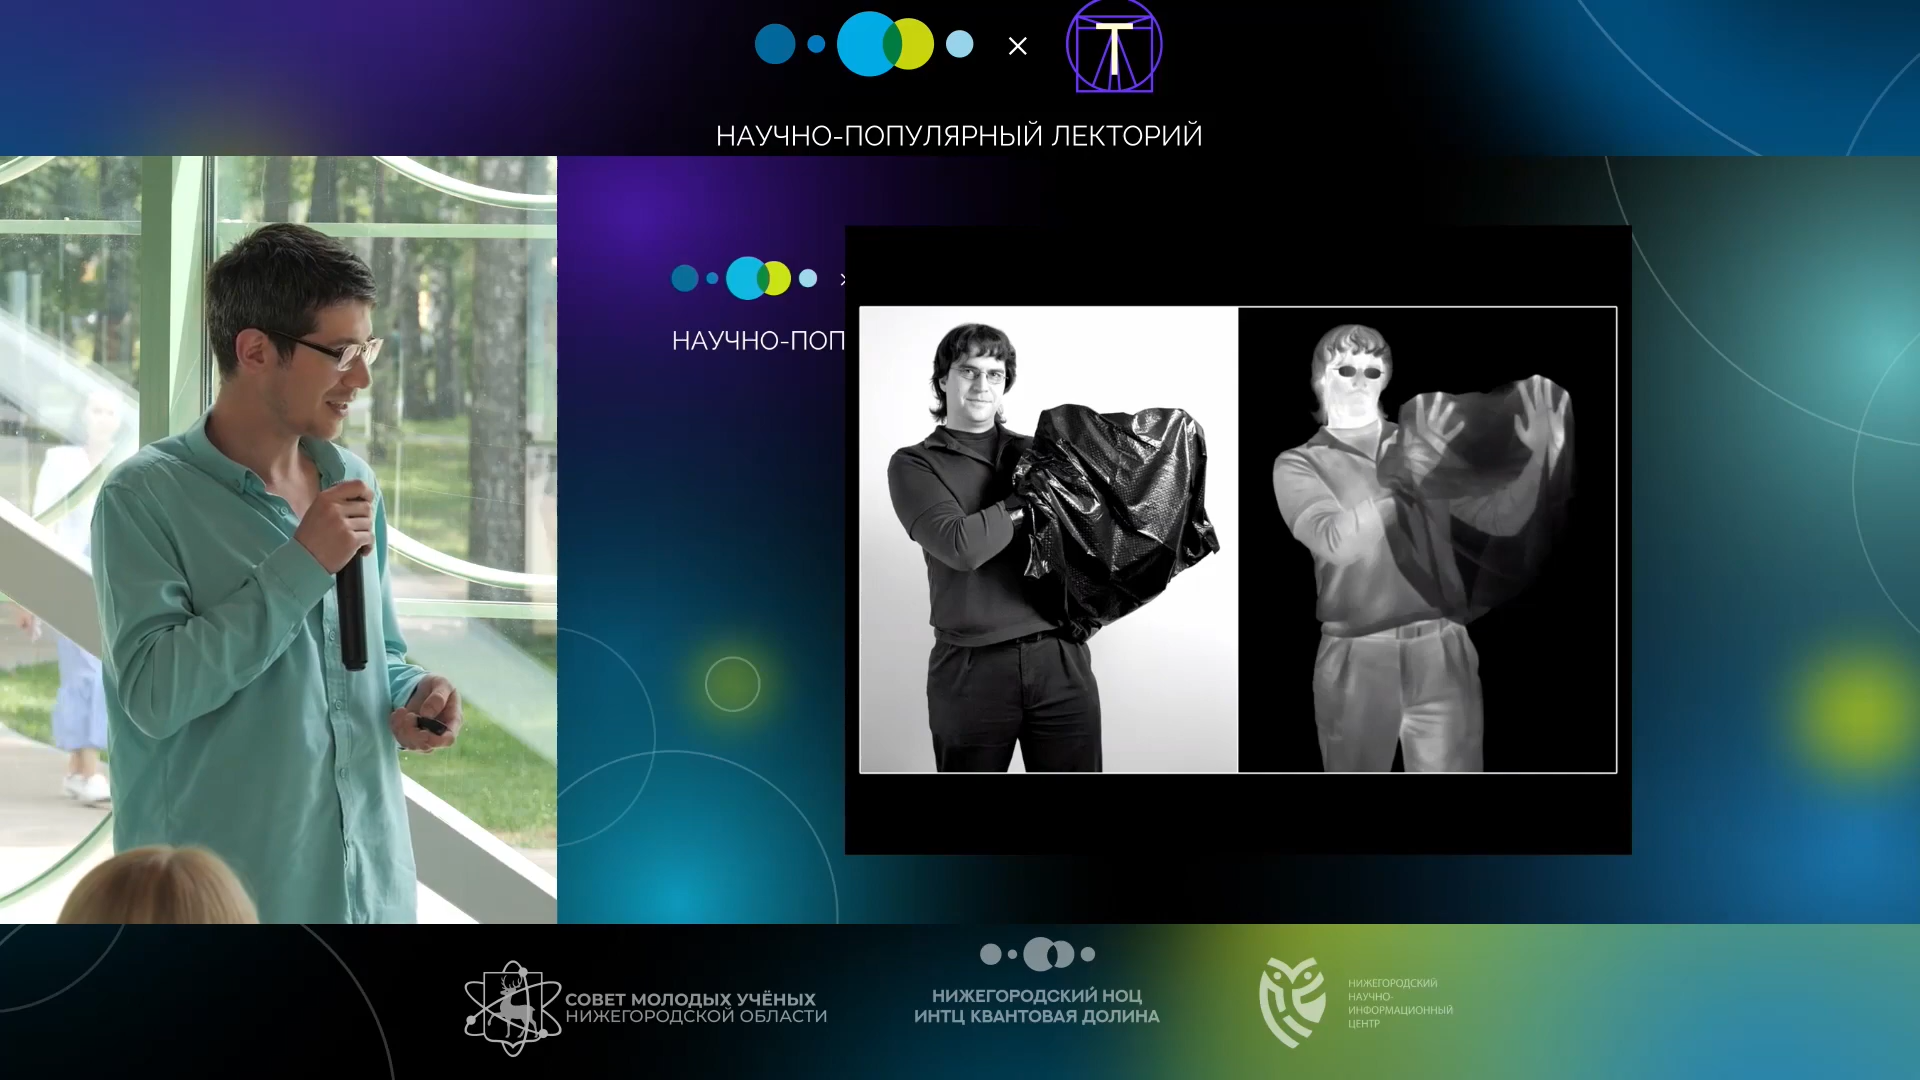 T
НАУЧНО-ПОПУЛЯРНЫЙ ЛЕКТОРИЙ
НАУЧНО-ПОП
СОВЕТ МОЛОДЫХ УЧЁНЫХ
НИЖЕГОРОДСКОЙ ОБЛАСТИ
НИЖЕГОРОДСКИЙ НОЦ
ИНТЦ КВАНТОВАЯ ДОЛИНА
НИЖЕГОРОДСКИЙ
НАУЧНО-
ИНФОРМАЦИОННЫЙ
ЦЕНТР